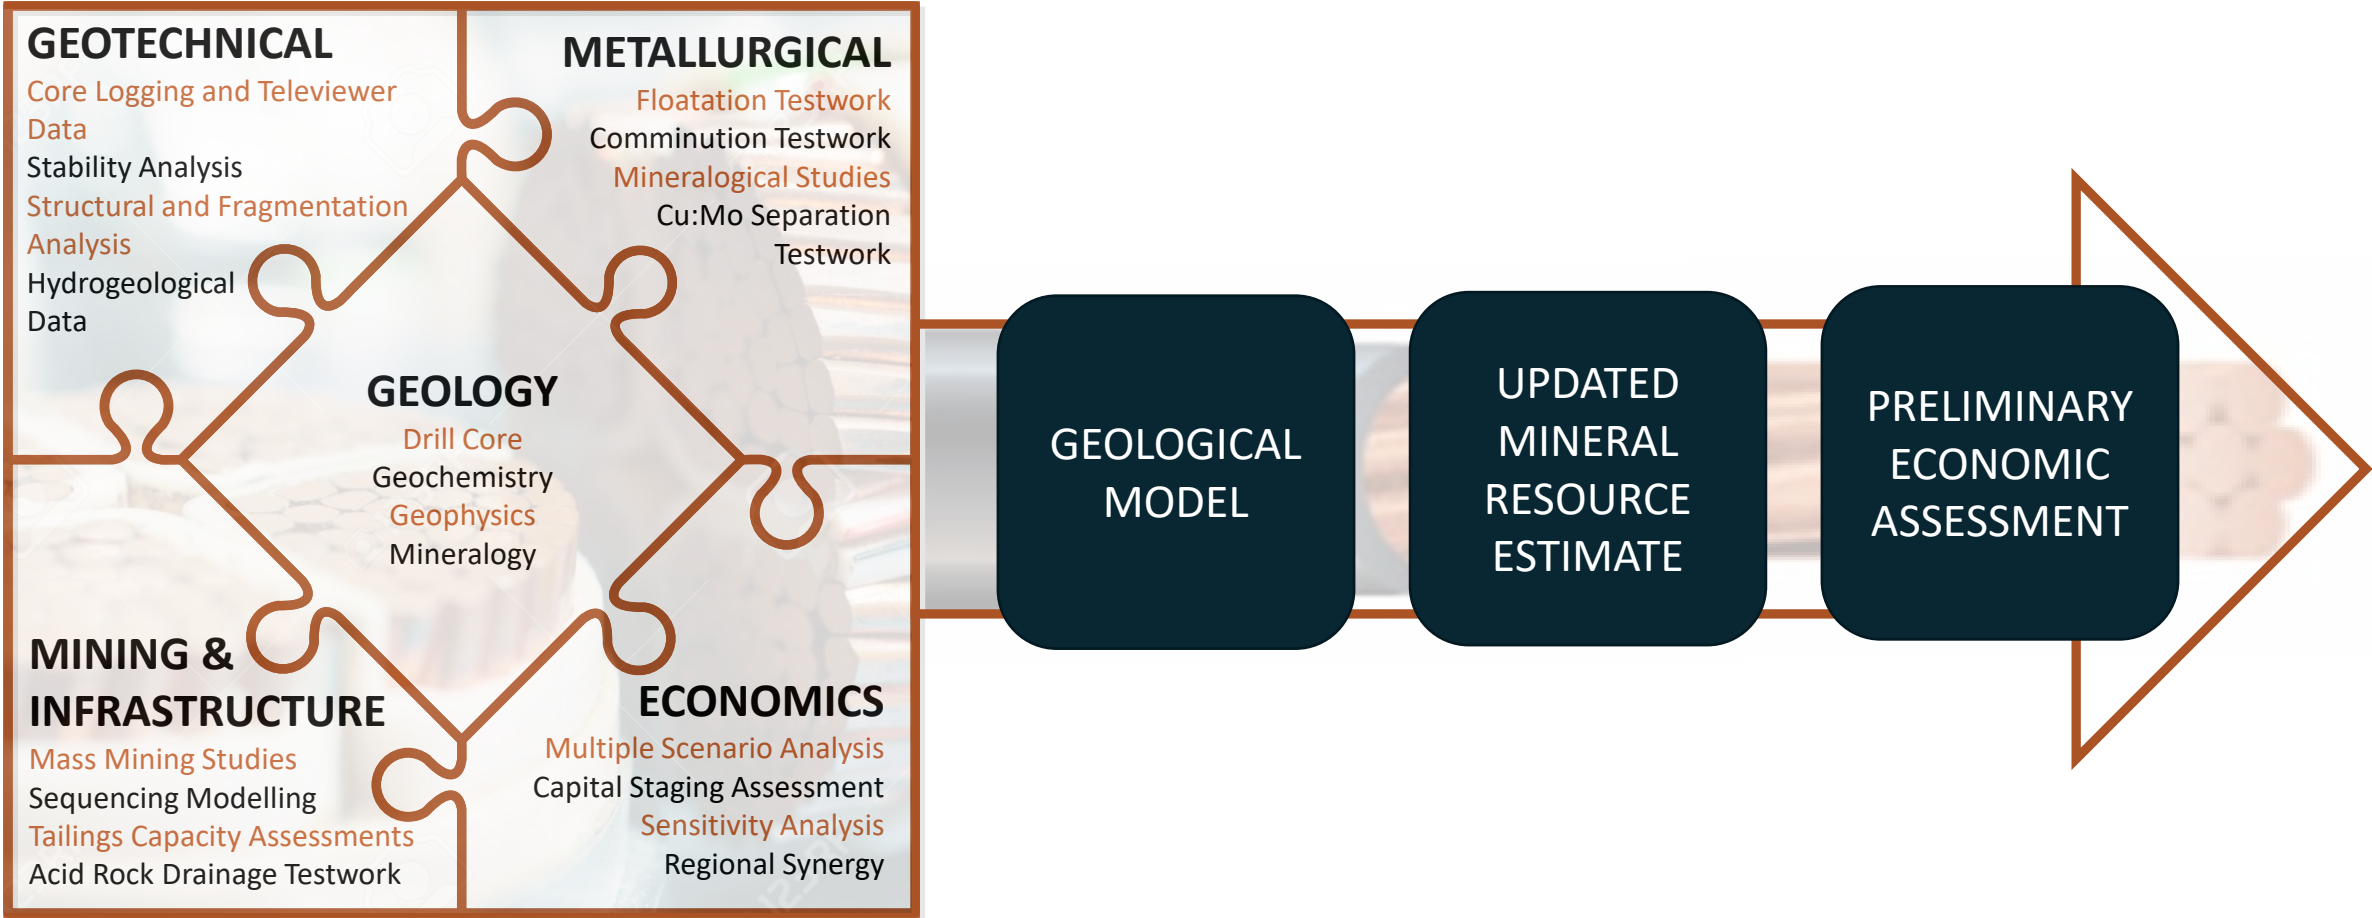 GEOTECHNICAL
Core Logging and Televiewer
Data
Stability Analysis
Structural and Fragmentation
Analysis
Hydrogeological
Data
METALLURGICAL
Floatation Testwork
Comminution Testwork
Mineralogical Studies
Cu:Mo Separation
Testwork
GEOLOGY
Drill Core
Geochemistry
Geophysics
Mineralogy
MINING &
INFRASTRUCTURE
Mass Mining Studies
Sequencing Modelling
Tailings Capacity Assessments
Acid Rock Drainage Testwork
ECONOMICS
Multiple Scenario Analysis
Capital Staging Assessment
Sensitivity Analysis
Regional Synergy
GEOLOGICAL
MODEL
UPDATED
MINERAL
RESOURCE
ESTIMATE
PRELIMINARY
ECONOMIC
ASSESSMENT